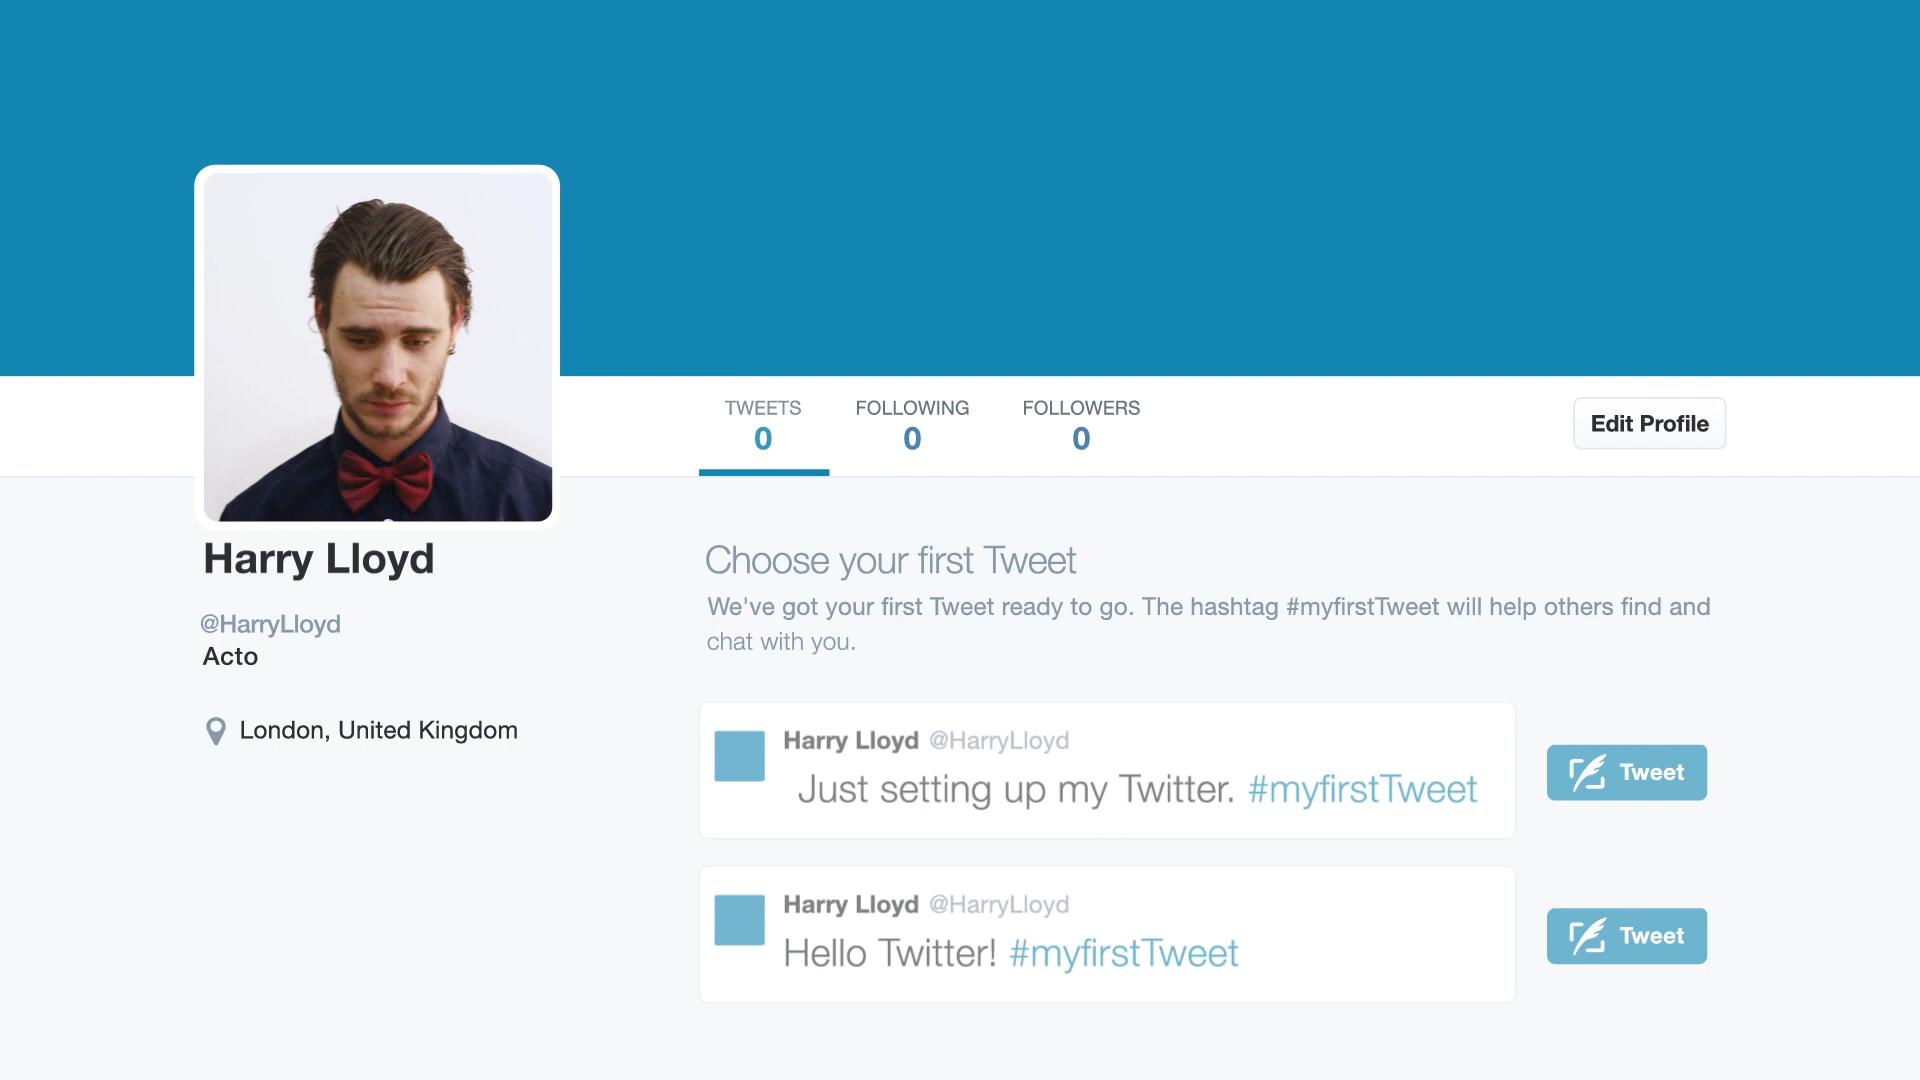 TWEETS
0
FOLLOWING
0
FOLLOWERS
0
Edit Profile
Harry Lloyd
@HarryLloyd
Acto
London, United Kingdom
Choose your first Tweet
We've got your first Tweet ready to go. The hashtag #myfirstTweet will help others find and
chat with you.
Harry Lloyd @HarryLloyd
Just setting up my Twitter. #myfirstTweet
Tweet
Harry Lloyd @HarryLloyd
Hello Twitter! #myfirstTweet
Tweet